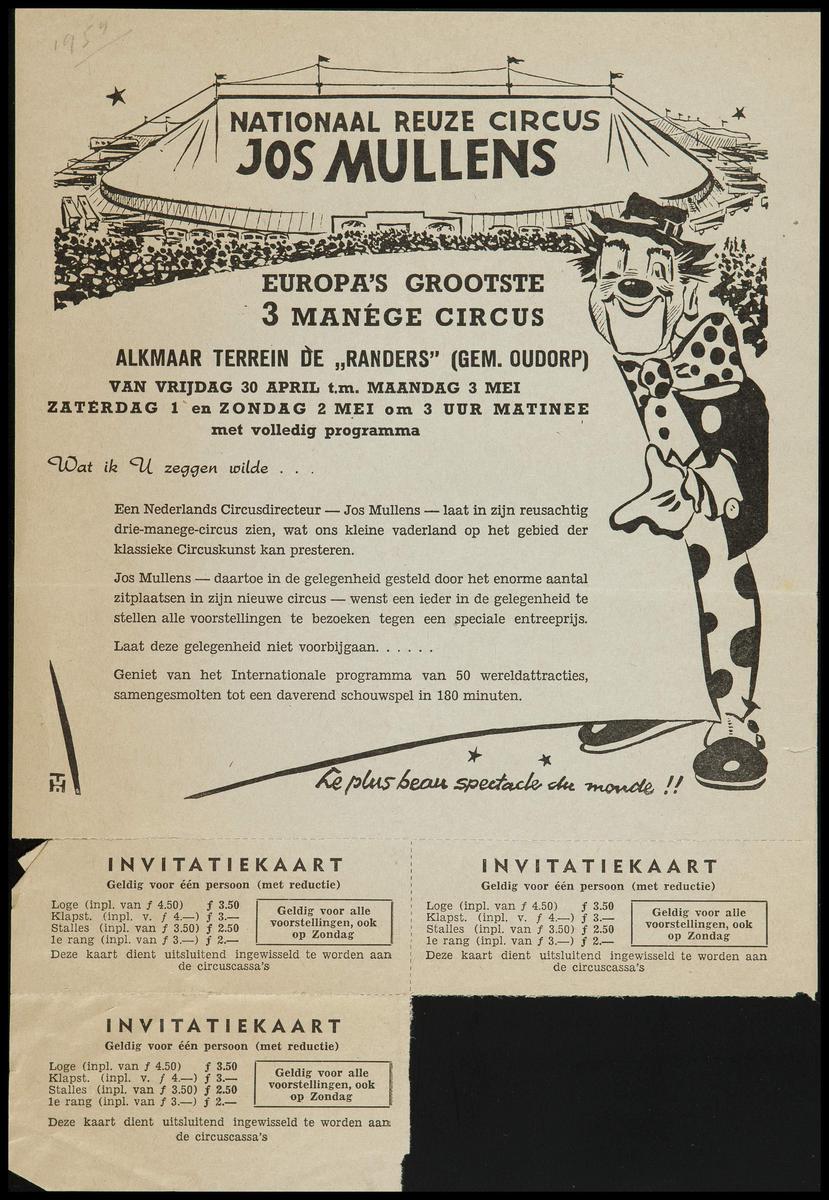 NATIONAAL REUZE CIRCUS
JOS MULLENS
EUROPA'S GROOTSTE
3 MANÉGE CIRCUS
ALKMAAR TERREIN DE „RANDERS” (GEM. OUDORP)
VAN VRIJDAG 30 APRIL t.m. MAANDAG 3 MEI
ZATERDAG 1 en ZONDAG 2 MEI om 3 UUR MATINEE
met volledig programma
Wat ik U zeggen wilde . . .
Een Nederlands Circusdirecteur — Jos Mullens — laat in zijn reusachtig
drie-manege-circus zien, wat ons kleine vaderland op het gebied der
klassieke Circuskunst kan presteren.
Jos Mullens — daartoe in de gelegenheid gesteld door het enorme aantal
zitplaatsen in zijn nieuwe circus — wenst een ieder in de gelegenheid te
stellen alle voorstellingen te bezoeken tegen een speciale entreeprijs.
Laat deze gelegenheid niet voorbijgaan. . . . . .
Geniet van het Internationale programma van 50 wereldattracties,
samengesmolten tot een daverend schouwspel in 180 minuten.
Le plus beau spectacle du monde !!
INVITATIEKAART
Geldig voor één persoon (met reductie)
Loge (inpl. van ƒ 4.50) ƒ 3.50
Klapst. (inpl. v. ƒ 4.—) ƒ 3.—
Stalles (inpl. van ƒ 3.50) ƒ 2.50
1e rang (inpl. van ƒ 3.—) ƒ 2.—
Geldig voor alle
voorstellingen, ook
op Zondag
Deze kaart dient uitsluitend ingewisseld te worden aan
de circuscassa's
INVITATIEKAART
Geldig voor één persoon (met reductie)
Loge (inpl. van ƒ 4.50) ƒ 3.50
Klapst. (inpl. v. ƒ 4.—) ƒ 3.—
Stalles (inpl. van ƒ 3.50) ƒ 2.50
1e rang (inpl. van ƒ 3.—) ƒ 2.—
Geldig voor alle
voorstellingen, ook
op Zondag
Deze kaart dient uitsluitend ingewisseld te worden aan
de circuscassa's
INVITATIEKAART
Geldig voor één persoon (met reductie)
Loge (inpl. van ƒ 4.50) ƒ 3.50
Klapst. (inpl. v. ƒ 4.—) ƒ 3.—
Stalles (inpl. van ƒ 3.50) ƒ 2.50
1e rang (inpl. van ƒ 3.—) ƒ 2.—
Geldig voor alle
voorstellingen, ook
op Zondag
Deze kaart dient uitsluitend ingewisseld te worden aan
de circuscassa's